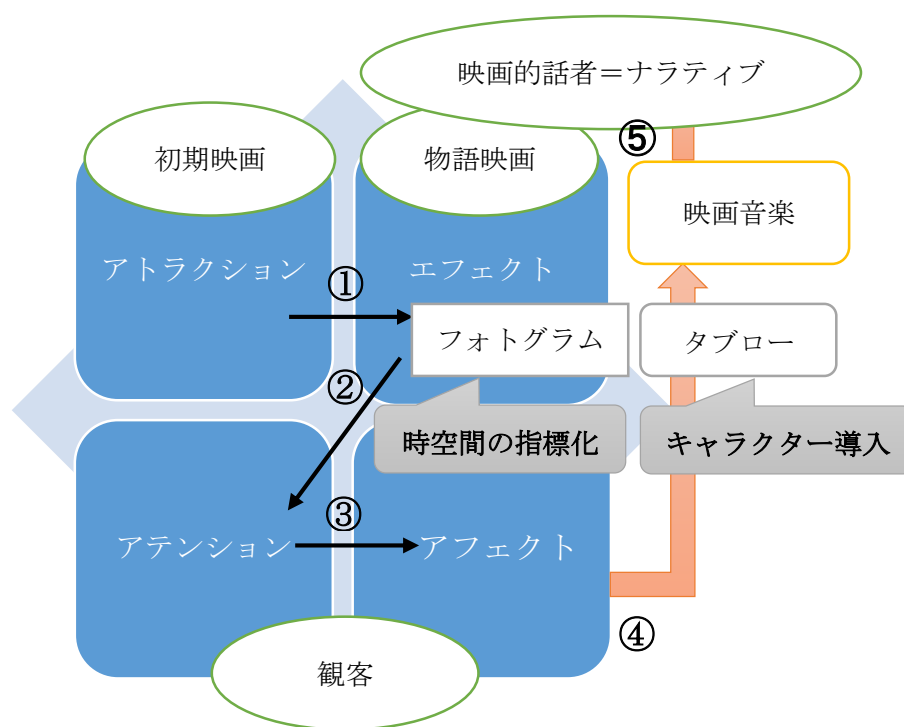 映画的話者＝ナラティブ
初期映画
物語映画
⑤
映画音楽
アトラクション
エフェクト
①
フォトグラム
タブロー
②
時空間の指標化
キャラクター導入
③
アテンション
アフェクト
④
観客